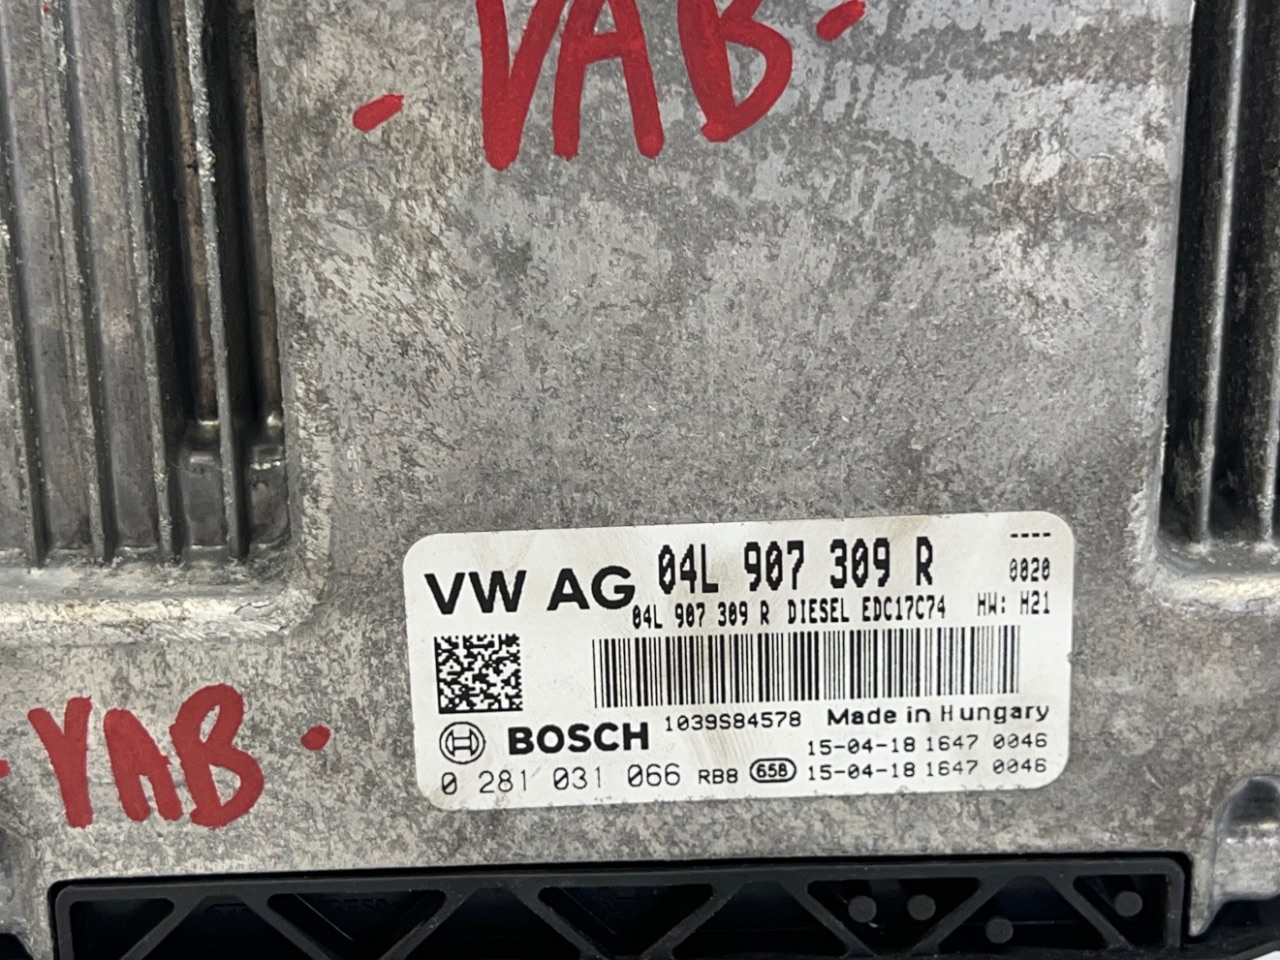 - VAB -
VW AG 04L 907 309 R
----
0020
04L 907 309 R DIESEL EDC17C74 HW: H21
BOSCH 1039S84578 Made in Hungary
15-04-18 1647 0046
0 281 031 066 RB8 658 15-04-18 1647 0046
- YAB -